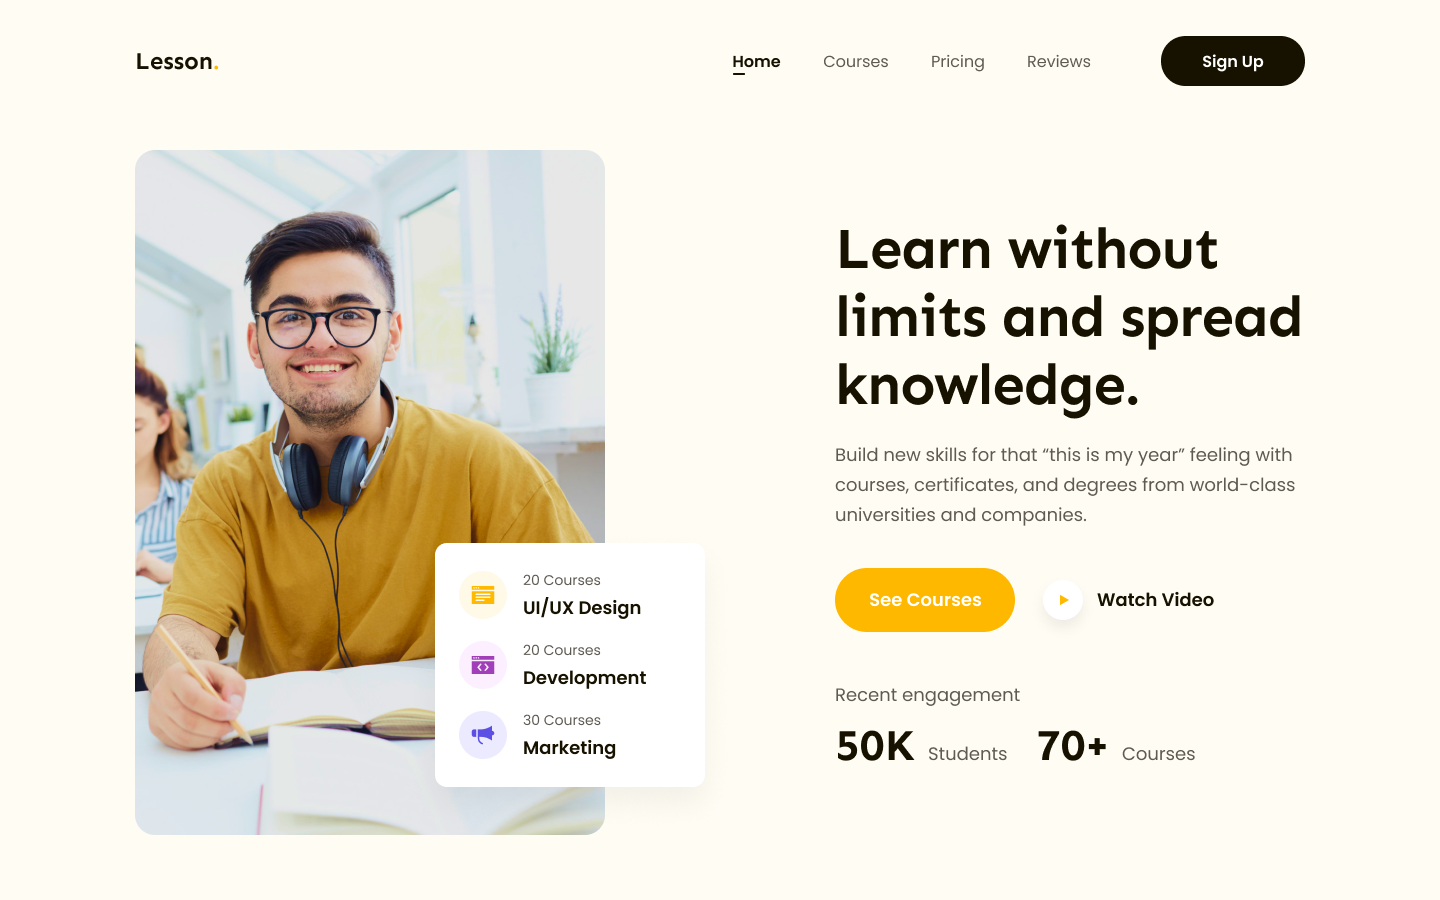 Lesson.
Home
Courses
Pricing
Reviews
Sign Up
Learn without
limits and spread
knowledge.
Build new skills for that “this is my year” feeling with
courses, certificates, and degrees from world-class
universities and companies.
See Courses
Watch Video
20 Courses
UI/UX Design
20 Courses
Development
30 Courses
Marketing
Recent engagement
50K Students 70+ Courses